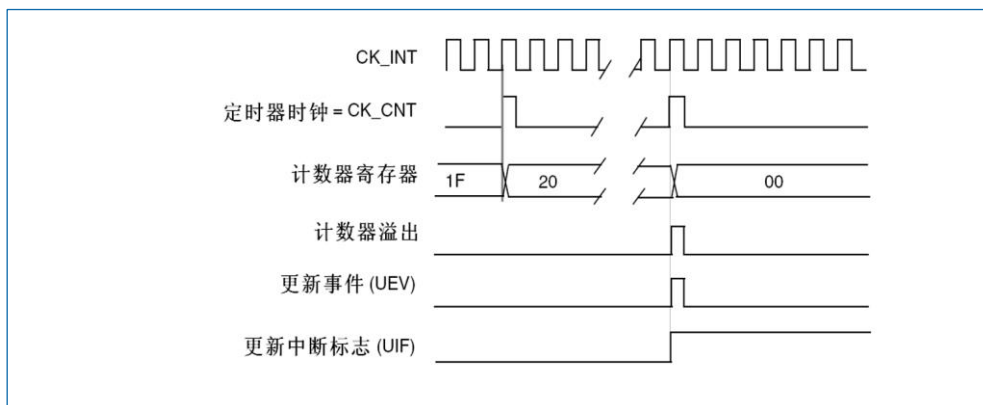 CK_INT
定时器时钟 = CK_CNT
计数器寄存器 1F 20 00
计数器溢出
更新事件 (UEV)
更新中断标志 (UIF)